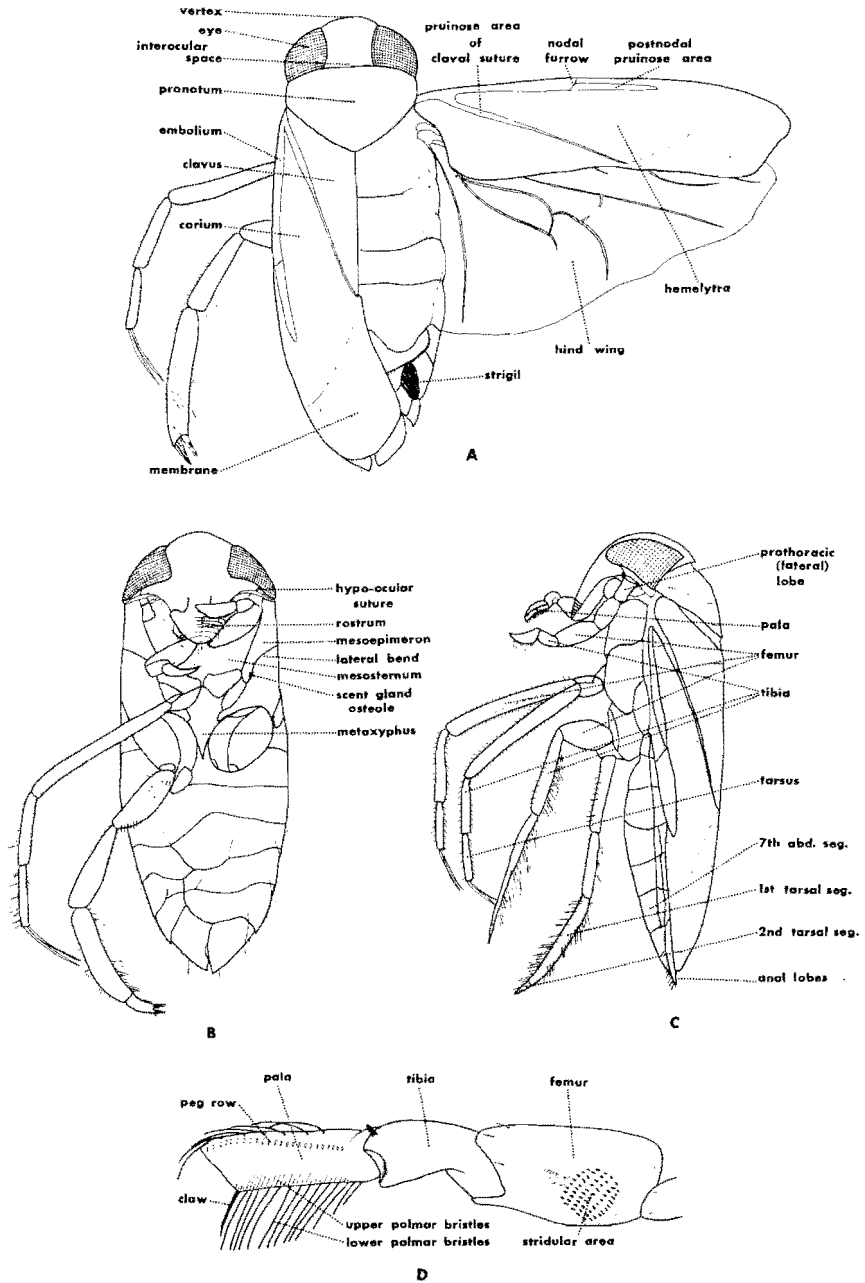 vertex
eye
interocular
space
pronotum
embolium
clavus
corium
membrane
pruinose area
of
claval suture
nodal
furrow
postnodal
pruinose area
hemelytra
hind wing
strigil
A
hypo-ocular
suture
rostrum
mesoepimeron
lateral bend
mesosternum
scent gland
osteole
metaxyphus
B
prothoracic
(lateral)
lobe
pala
femur
tibia
tarsus
7th abd. seg.
1st tarsal seg.
2nd tarsal seg.
anal lobes
C
pala
tibia
femur
peg row
claw
upper palmar bristles
lower palmar bristles
stridular area
D